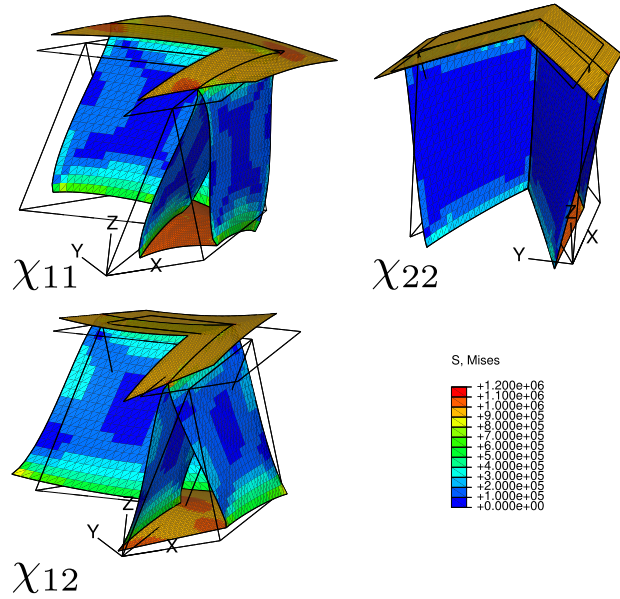 Z
Y
X
χ11
Z
Y
X
χ22
S, Mises
+1.200e+06
+1.100e+06
+1.000e+06
+9.000e+05
+8.000e+05
+7.000e+05
+6.000e+05
+5.000e+05
+4.000e+05
+3.000e+05
+2.000e+05
+1.000e+05
+0.000e+00
Z
Y
X
χ12